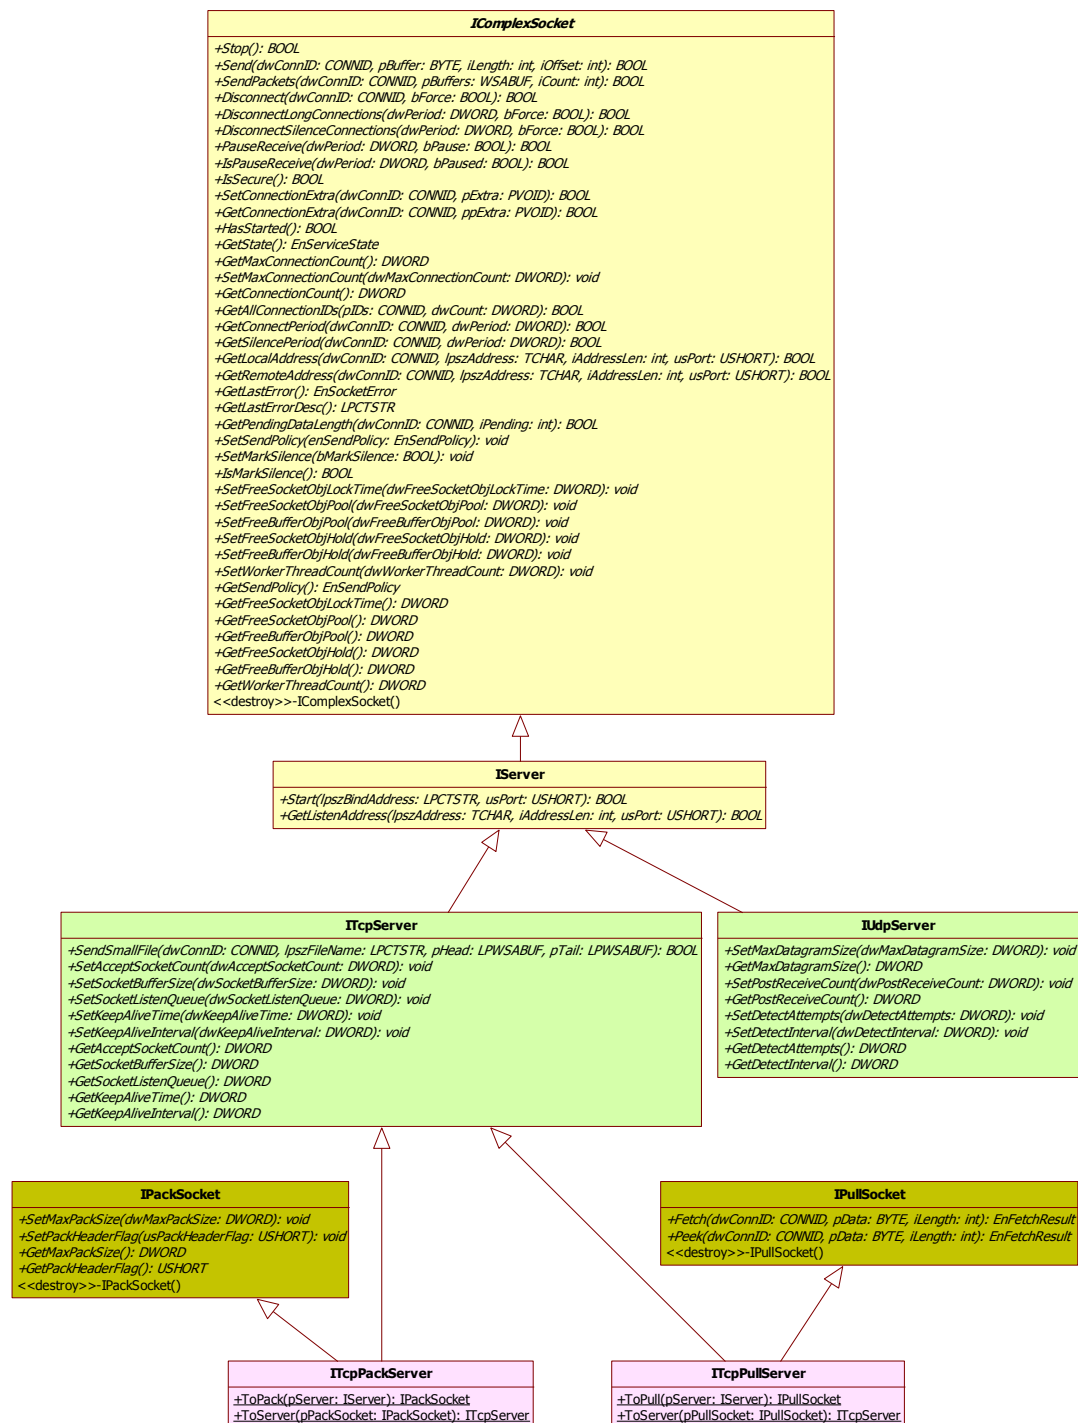 IComplexSocket
+Stop(): BOOL
+Send(dwConnID: CONNID, pBuffer: BYTE, iLength: int, iOffset: int): BOOL
+SendPackets(dwConnID: CONNID, pBuffers: WSABUF, iCount: int): BOOL
+Disconnect(dwConnID: CONNID, bForce: BOOL): BOOL
+DisconnectLongConnections(dwPeriod: DWORD, bForce: BOOL): BOOL
+DisconnectSilenceConnections(dwPeriod: DWORD, bForce: BOOL): BOOL
+PauseReceive(dwPeriod: DWORD, bPause: BOOL): BOOL
+IsPauseReceive(dwPeriod: DWORD, bPaused: BOOL): BOOL
+IsSecure(): BOOL
+SetConnectionExtra(dwConnID: CONNID, pExtra: PVOID): BOOL
+GetConnectionExtra(dwConnID: CONNID, ppExtra: PVOID): BOOL
+HasStarted(): BOOL
+GetState(): EnServiceState
+GetMaxConnectionCount(): DWORD
+SetMaxConnectionCount(dwMaxConnectionCount: DWORD): void
+GetConnectionCount(): DWORD
+GetAllConnectionIDs(pIDs: CONNID, dwCount: DWORD): BOOL
+GetConnectPeriod(dwConnID: CONNID, dwPeriod: DWORD): BOOL
+GetSilencePeriod(dwConnID: CONNID, dwPeriod: DWORD): BOOL
+GetLocalAddress(dwConnID: CONNID, lpszAddress: TCHAR, iAddressLen: int, usPort: USHORT): BOOL
+GetRemoteAddress(dwConnID: CONNID, lpszAddress: TCHAR, iAddressLen: int, usPort: USHORT): BOOL
+GetLastError(): EnSocketError
+GetLastErrorDesc(): LPCTSTR
+GetPendingDataLength(dwConnID: CONNID, iPending: int): BOOL
+SetSendPolicy(enSendPolicy: EnSendPolicy): void
+SetMarkSilence(bMarkSilence: BOOL): void
+IsMarkSilence(): BOOL
+SetFreeSocketObjLockTime(dwFreeSocketObjLockTime: DWORD): void
+SetFreeSocketObjPool(dwFreeSocketObjPool: DWORD): void
+SetFreeBufferObjPool(dwFreeBufferObjPool: DWORD): void
+SetFreeSocketObjHold(dwFreeSocketObjHold: DWORD): void
+SetFreeBufferObjHold(dwFreeBufferObjHold: DWORD): void
+SetWorkerThreadCount(dwWorkerThreadCount: DWORD): void
+GetSendPolicy(): EnSendPolicy
+GetFreeSocketObjLockTime(): DWORD
+GetFreeSocketObjPool(): DWORD
+GetFreeBufferObjPool(): DWORD
+GetFreeSocketObjHold(): DWORD
+GetFreeBufferObjHold(): DWORD
+GetWorkerThreadCount(): DWORD
<<destroy>>-IComplexSocket()
IServer
+Start(lpszBindAddress: LPCTSTR, usPort: USHORT): BOOL
+GetListenAddress(lpszAddress: TCHAR, iAddressLen: int, usPort: USHORT): BOOL
ITcpServer
+SendSmallFile(dwConnID: CONNID, lpszFileName: LPCTSTR, pHead: LPWSABUF, pTail: LPWSABUF): BOOL
+SetAcceptSocketCount(dwAcceptSocketCount: DWORD): void
+SetSocketBufferSize(dwSocketBufferSize: DWORD): void
+SetSocketListenQueue(dwSocketListenQueue: DWORD): void
+SetKeepAliveTime(dwKeepAliveTime: DWORD): void
+SetKeepAliveInterval(dwKeepAliveInterval: DWORD): void
+GetAcceptSocketCount(): DWORD
+GetSocketBufferSize(): DWORD
+GetSocketListenQueue(): DWORD
+GetKeepAliveTime(): DWORD
+GetKeepAliveInterval(): DWORD
IUdpServer
+SetMaxDatagramSize(dwMaxDatagramSize: DWORD): void
+GetMaxDatagramSize(): DWORD
+SetPostReceiveCount(dwPostReceiveCount: DWORD): void
+GetPostReceiveCount(): DWORD
+SetDetectAttempts(dwDetectAttempts: DWORD): void
+SetDetectInterval(dwDetectInterval: DWORD): void
+GetDetectAttempts(): DWORD
+GetDetectInterval(): DWORD
IPackSocket
+SetMaxPackSize(dwMaxPackSize: DWORD): void
+SetPackHeaderFlag(usPackHeaderFlag: USHORT): void
+GetMaxPackSize(): DWORD
+GetPackHeaderFlag(): USHORT
<<destroy>>-IPackSocket()
IPullSocket
+Fetch(dwConnID: CONNID, pData: BYTE, iLength: int): EnFetchResult
+Peek(dwConnID: CONNID, pData: BYTE, iLength: int): EnFetchResult
<<destroy>>-IPullSocket()
ITcpPackServer
+ToPack(pServer: IServer): IPackSocket
+ToServer(pPackSocket: IPackSocket): ITcpServer
ITcpPullServer
+ToPull(pServer: IServer): IPullSocket
+ToServer(pPullSocket: IPullSocket): ITcpServer